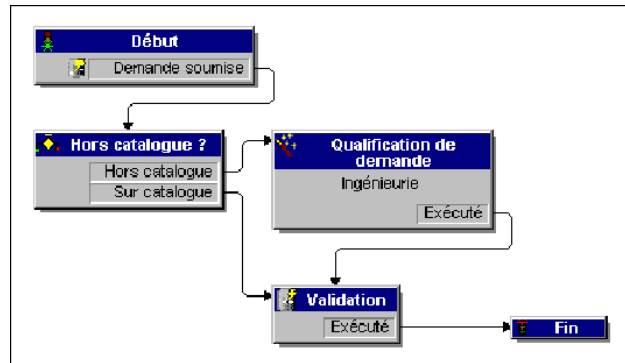 Début
Demande soumise
Hors catalogue ?
Hors catalogue
Sur catalogue
Qualification de
demande
Ingénieurie
Exécuté
Validation
Exécuté
Fin